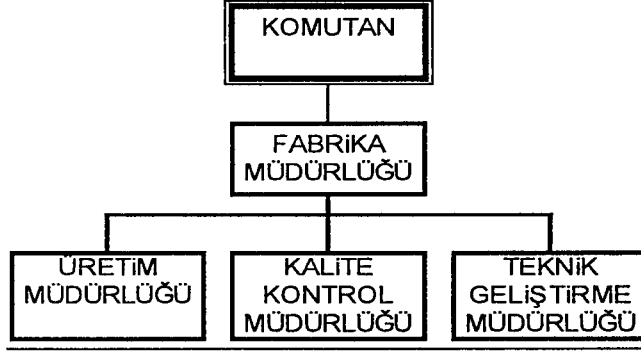 KOMUTAN
FABRİKA
MÜDÜRLÜĞÜ
ÜRETİM
MÜDÜRLÜĞÜ
KALİTE
KONTROL
MÜDÜRLÜĞÜ
TEKNİK
GELİŞTİRME
MÜDÜRLÜĞÜ